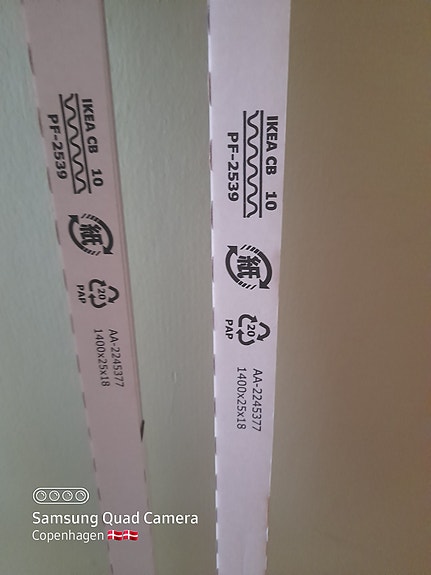 IKEA CB 10
PF-2539
紙
20
PAP
AA-2245377
1400x25x18
IKEA CB 10
PF-2539
紙
20
PAP
AA-2245377
1400x25x18
Samsung Quad Camera
Copenhagen 🇩🇰🇩🇰